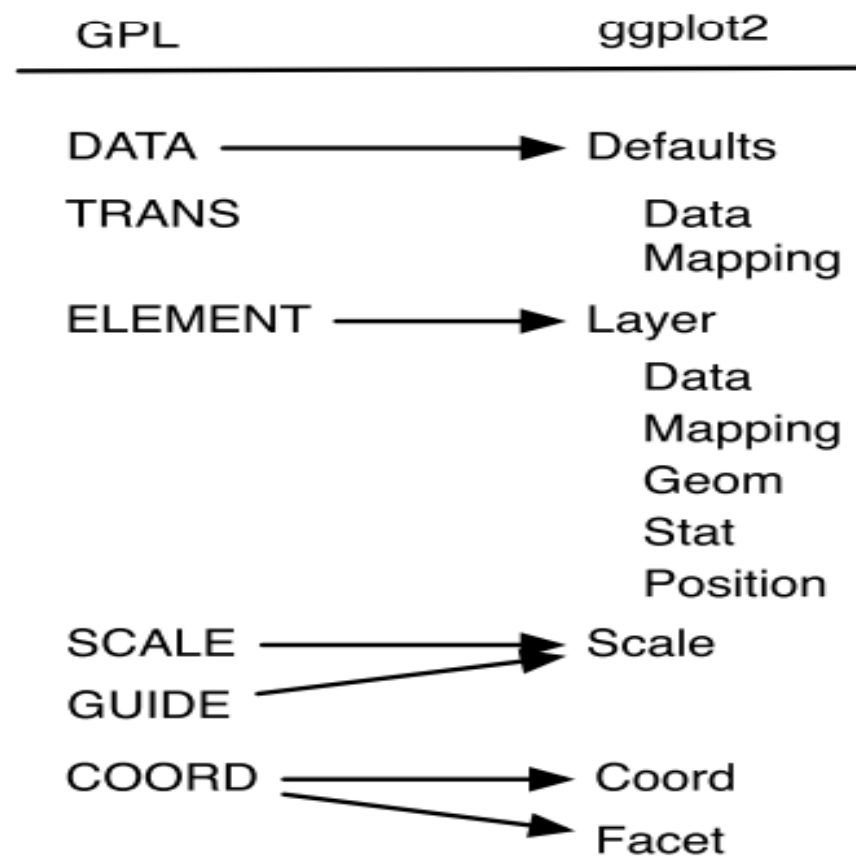 GPL ggplot2
DATA Defaults
TRANS Data
Mapping
ELEMENT Layer
Data
Mapping
Geom
Stat
Position
SCALE Scale
GUIDE
COORD Coord
Facet